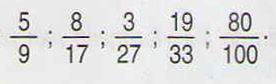 5/9 ; 8/17 ; 3/27 ; 19/33 ; 80/100 .